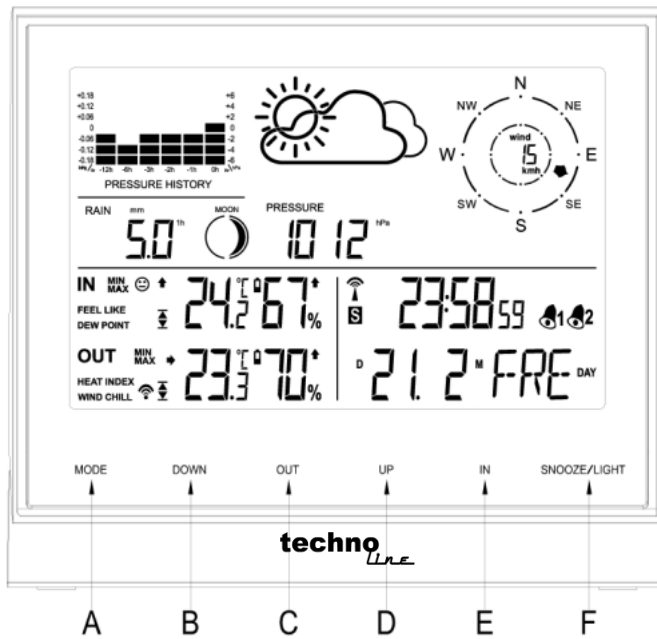 +0.18 +6
+0.12 +4
+0.06 +2
0 0
-0.06 -2
-0.12 -4
-0.18 -6
-12h -6h -3h -2h -1h 0h
PRESSURE HISTORY
N
NW NE
W E
SW SE
S
wind
15
kmh
RAIN mm MOON PRESSURE
5.0 1h 1012 hPa
IN MIN MAX 24.2 °C 67 %
FEEL LIKE
DEW POINT
S 23:58 59 1 2
OUT MIN MAX 23.3 °C 70 %
HEAT INDEX
WIND CHILL
D 21. 2 M FRE DAY
MODE DOWN OUT UP IN SNOOZE/LIGHT
techno
line
A B C D E F